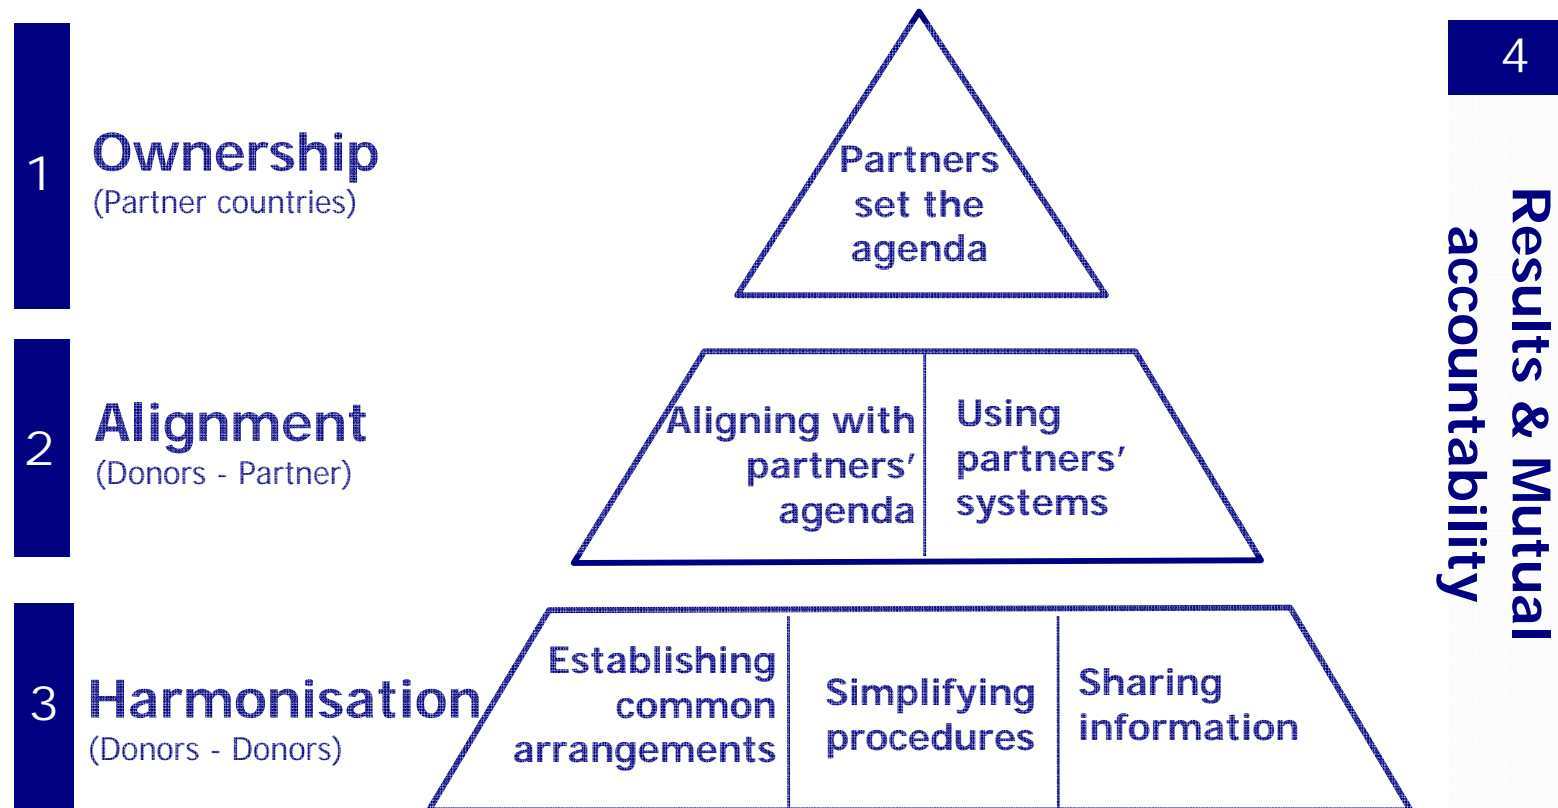 1
Ownership
(Partner countries)
Partners
set the
agenda
2
Alignment
(Donors - Partner)
Aligning with
partners’
agenda
Using
partners’
systems
3
Harmonisation
(Donors - Donors)
Establishing
common
arrangements
Simplifying
procedures
Sharing
information
4
Results & Mutual
accountability